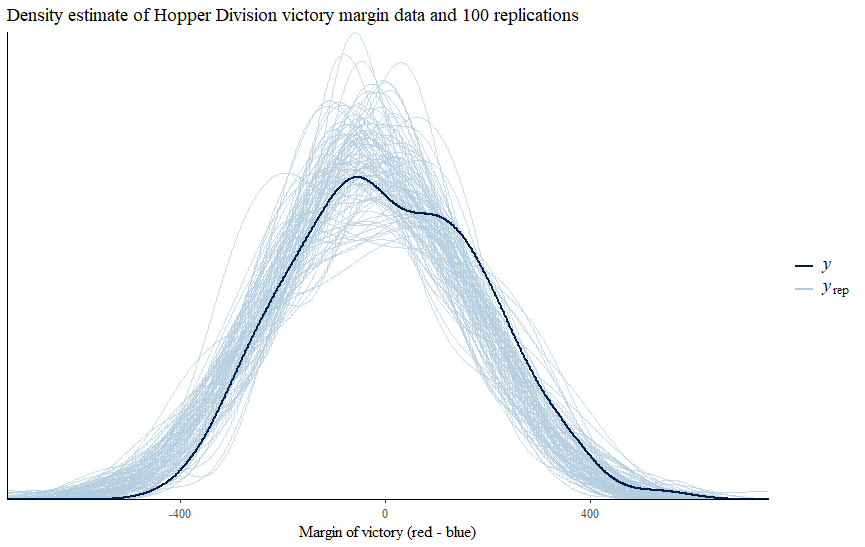 Density estimate of Hopper Division victory margin data and 100 replications
y
y rep
-400 0 400
Margin of victory (red - blue)